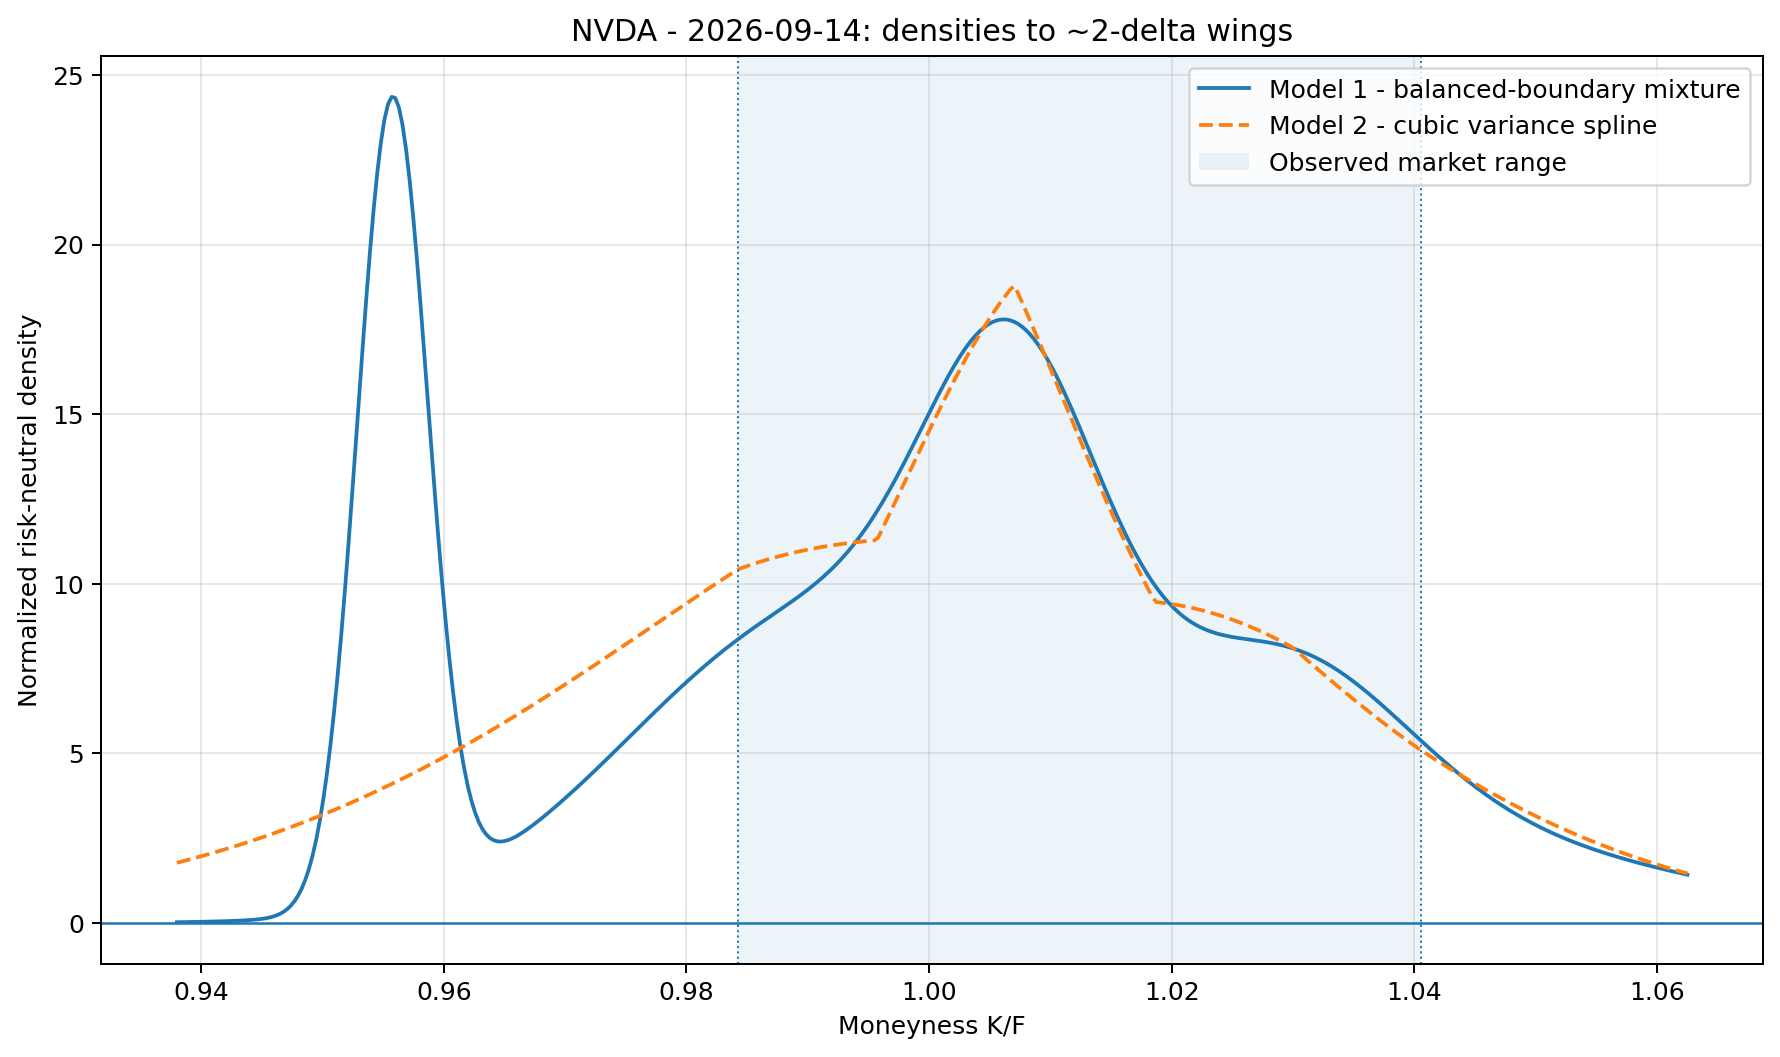 NVDA - 2026-09-14: densities to ~2-delta wings
Model 1 - balanced-boundary mixture
Model 2 - cubic variance spline
Observed market range
Normalized risk-neutral density
25
20
15
10
5
0
0.94 0.96 0.98 1.00 1.02 1.04 1.06
Moneyness K/F